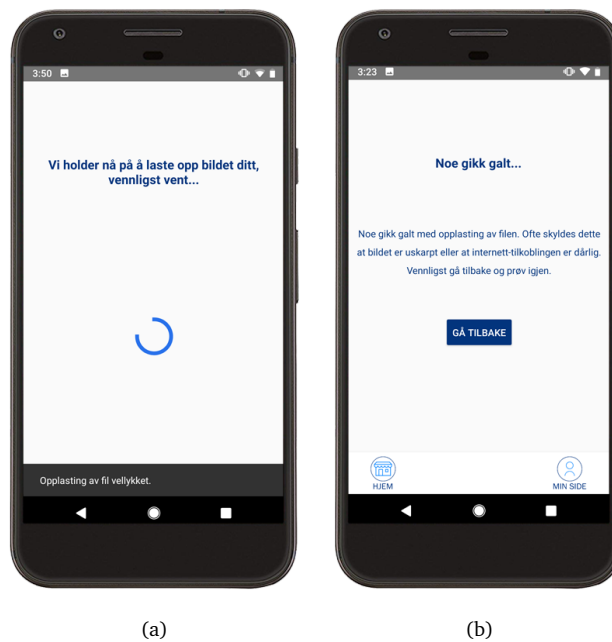 3:50
Vi holder nå på å laste opp bildet ditt,
vennligst vent...
Opplasting av fil vellykket.
(a)
3:23
Noe gikk galt...
Noe gikk galt med opplasting av filen. Ofte skyldes dette
at bildet er uskarpt eller at internett-tilkoblingen er dårlig.
Vennligst gå tilbake og prøv igjen.
GÅ TILBAKE
HJEM
MIN SIDE
(b)